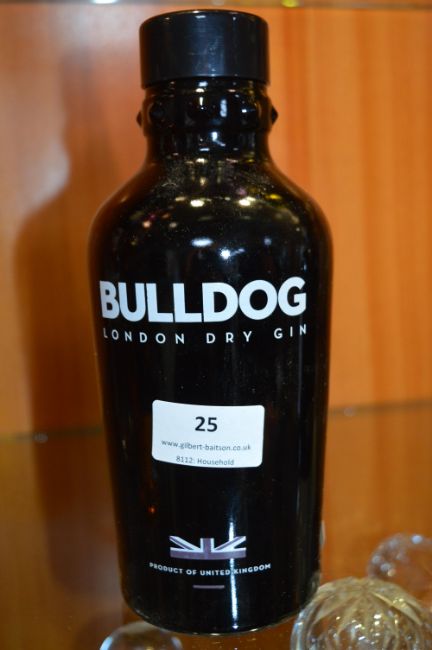 BULLDOG
LONDON DRY GIN
25
www.gilbert-baitson.co.uk
8112: Household
PRODUCT OF UNITED KINGDOM